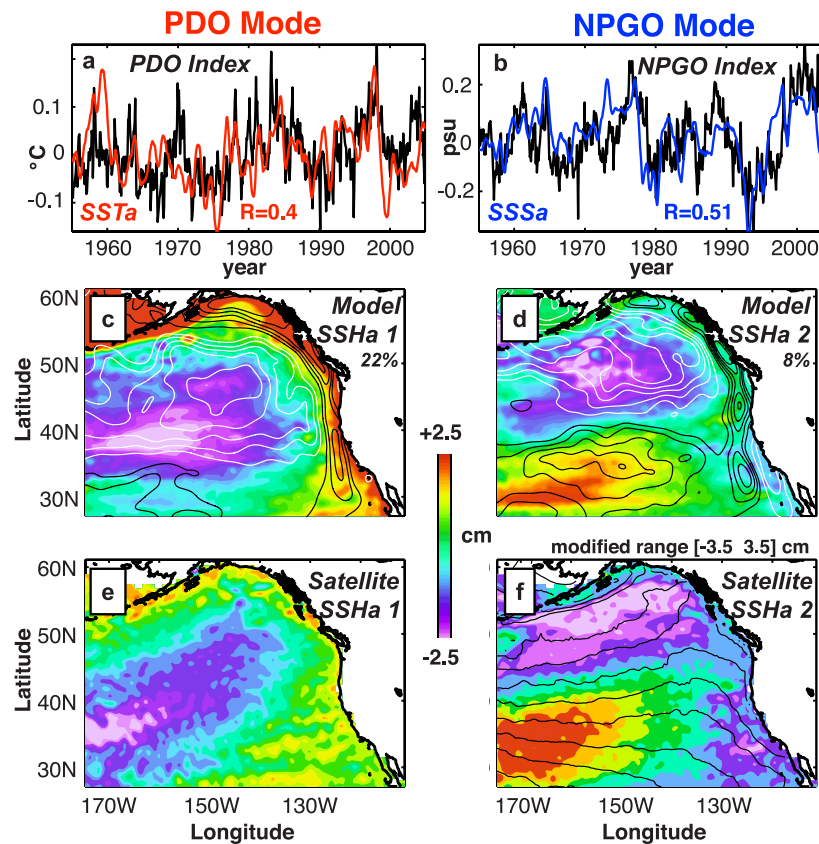 PDO Mode NPGO Mode
a PDO Index b NPGO Index
0.1
0
-0.1
°C
SSTa R=0.4
1960 1970 1980 1990 2000
year
0.2
0
-0.2
psu
SSSa R=0.51
1960 1970 1980 1990 2000
year
60N
50N
40N
30N
Latitude
c Model
SSHa 1
22%
d Model
SSHa 2
8%
+2.5
cm
-2.5
modified range [-3.5 3.5] cm
60N
50N
40N
30N
Latitude
e Satellite
SSHa 1
f Satellite
SSHa 2
170W 150W 130W
Longitude
170W 150W 130W
Longitude